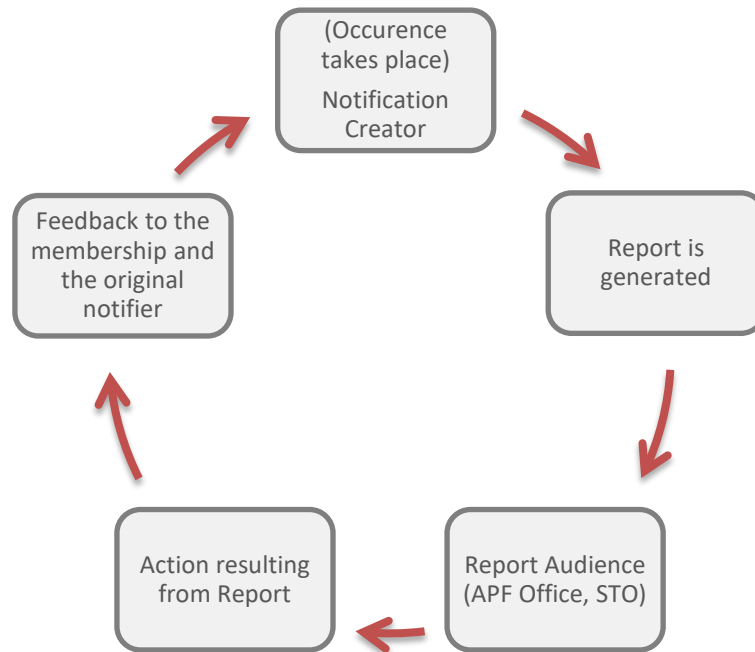 (Occurence
takes place)
Notification
Creator
Report is
generated
Report Audience
(APF Office, STO)
Action resulting
from Report
Feedback to the
membership and
the original
notifier